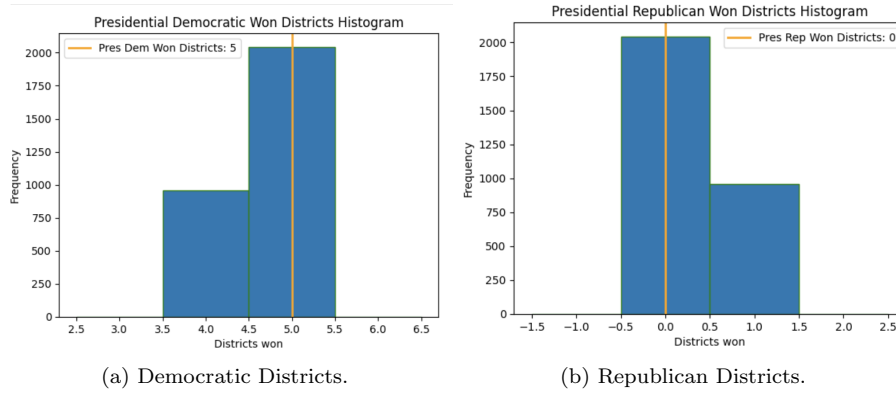 Presidential Democratic Won Districts Histogram
Pres Dem Won Districts: 5
2000
1750
1500
1250
1000
750
500
250
0
Frequency
2.5 3.0 3.5 4.0 4.5 5.0 5.5 6.0 6.5
Districts won
(a) Democratic Districts.
Presidential Republican Won Districts Histogram
Pres Rep Won Districts: 0
2000
1750
1500
1250
1000
750
500
250
0
Frequency
−1.5 −1.0 −0.5 0.0 0.5 1.0 1.5 2.0 2.5
Districts won
(b) Republican Districts.